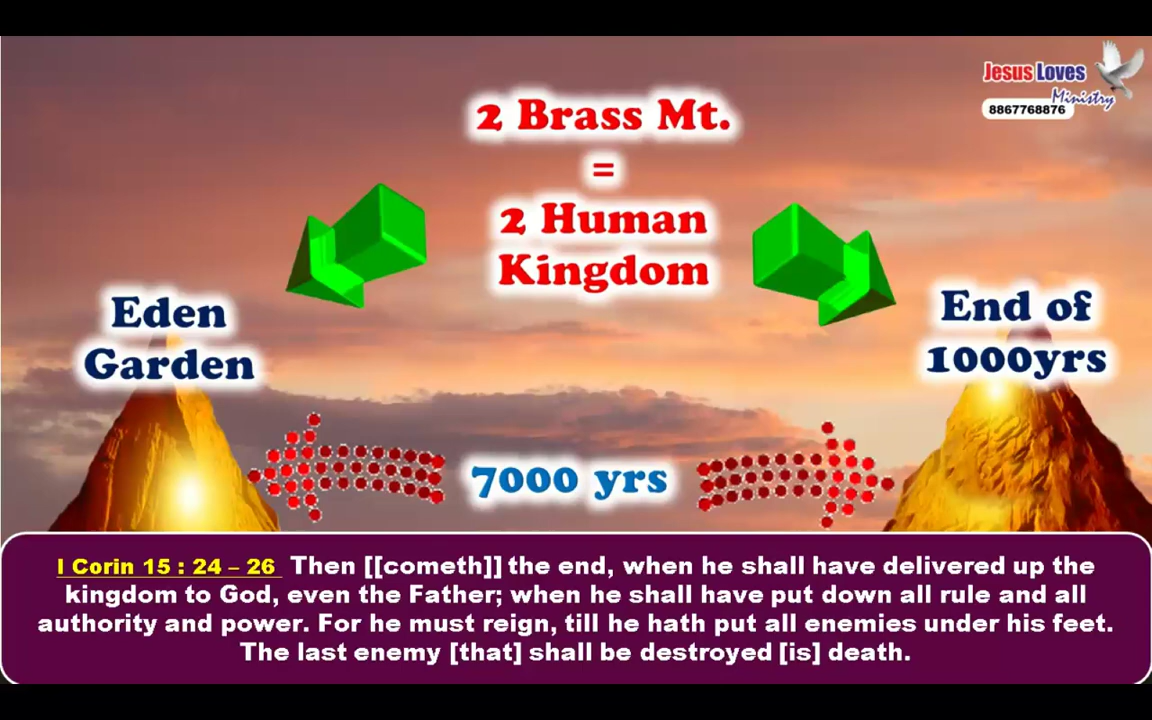 Jesus Loves
Ministry
8867768876
2 Brass Mt.
=
2 Human
Kingdom
Eden
Garden
End of
1000yrs
7000 yrs
I Corin 15 : 24 – 26 Then [[cometh]] the end, when he shall have delivered up the
kingdom to God, even the Father; when he shall have put down all rule and all
authority and power. For he must reign, till he hath put all enemies under his feet.
The last enemy [that] shall be destroyed [is] death.